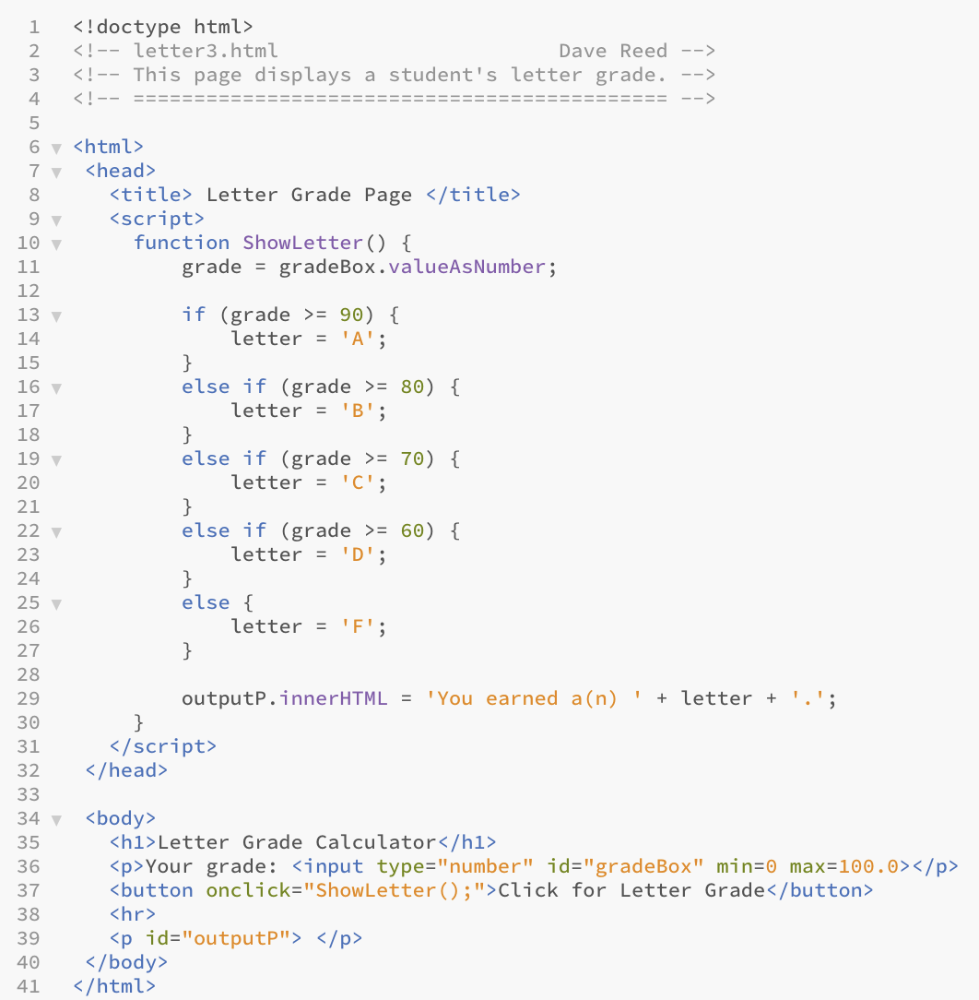 1 <!doctype html>
2 <!-- letter3.html                       Dave Reed -->
3 <!-- This page displays a student's letter grade. -->
4 <!-- ============================================ -->
5
6 ▼ <html>
7 ▼  <head>
8    <title> Letter Grade Page </title>
9 ▼    <script>
10 ▼      function ShowLetter() {
11          grade = gradeBox.valueAsNumber;
12
13 ▼          if (grade >= 90) {
14              letter = 'A';
15          }
16 ▼          else if (grade >= 80) {
17              letter = 'B';
18          }
19 ▼          else if (grade >= 70) {
20              letter = 'C';
21          }
22 ▼          else if (grade >= 60) {
23              letter = 'D';
24          }
25 ▼          else {
26              letter = 'F';
27          }
28
29          outputP.innerHTML = 'You earned a(n) ' + letter + '.';
30      }
31    </script>
32  </head>
33
34 ▼  <body>
35    <h1>Letter Grade Calculator</h1>
36    <p>Your grade: <input type="number" id="gradeBox" min=0 max=100.0></p>
37    <button onclick="ShowLetter();">Click for Letter Grade</button>
38    <hr>
39    <p id="outputP"> </p>
40  </body>
41 </html>